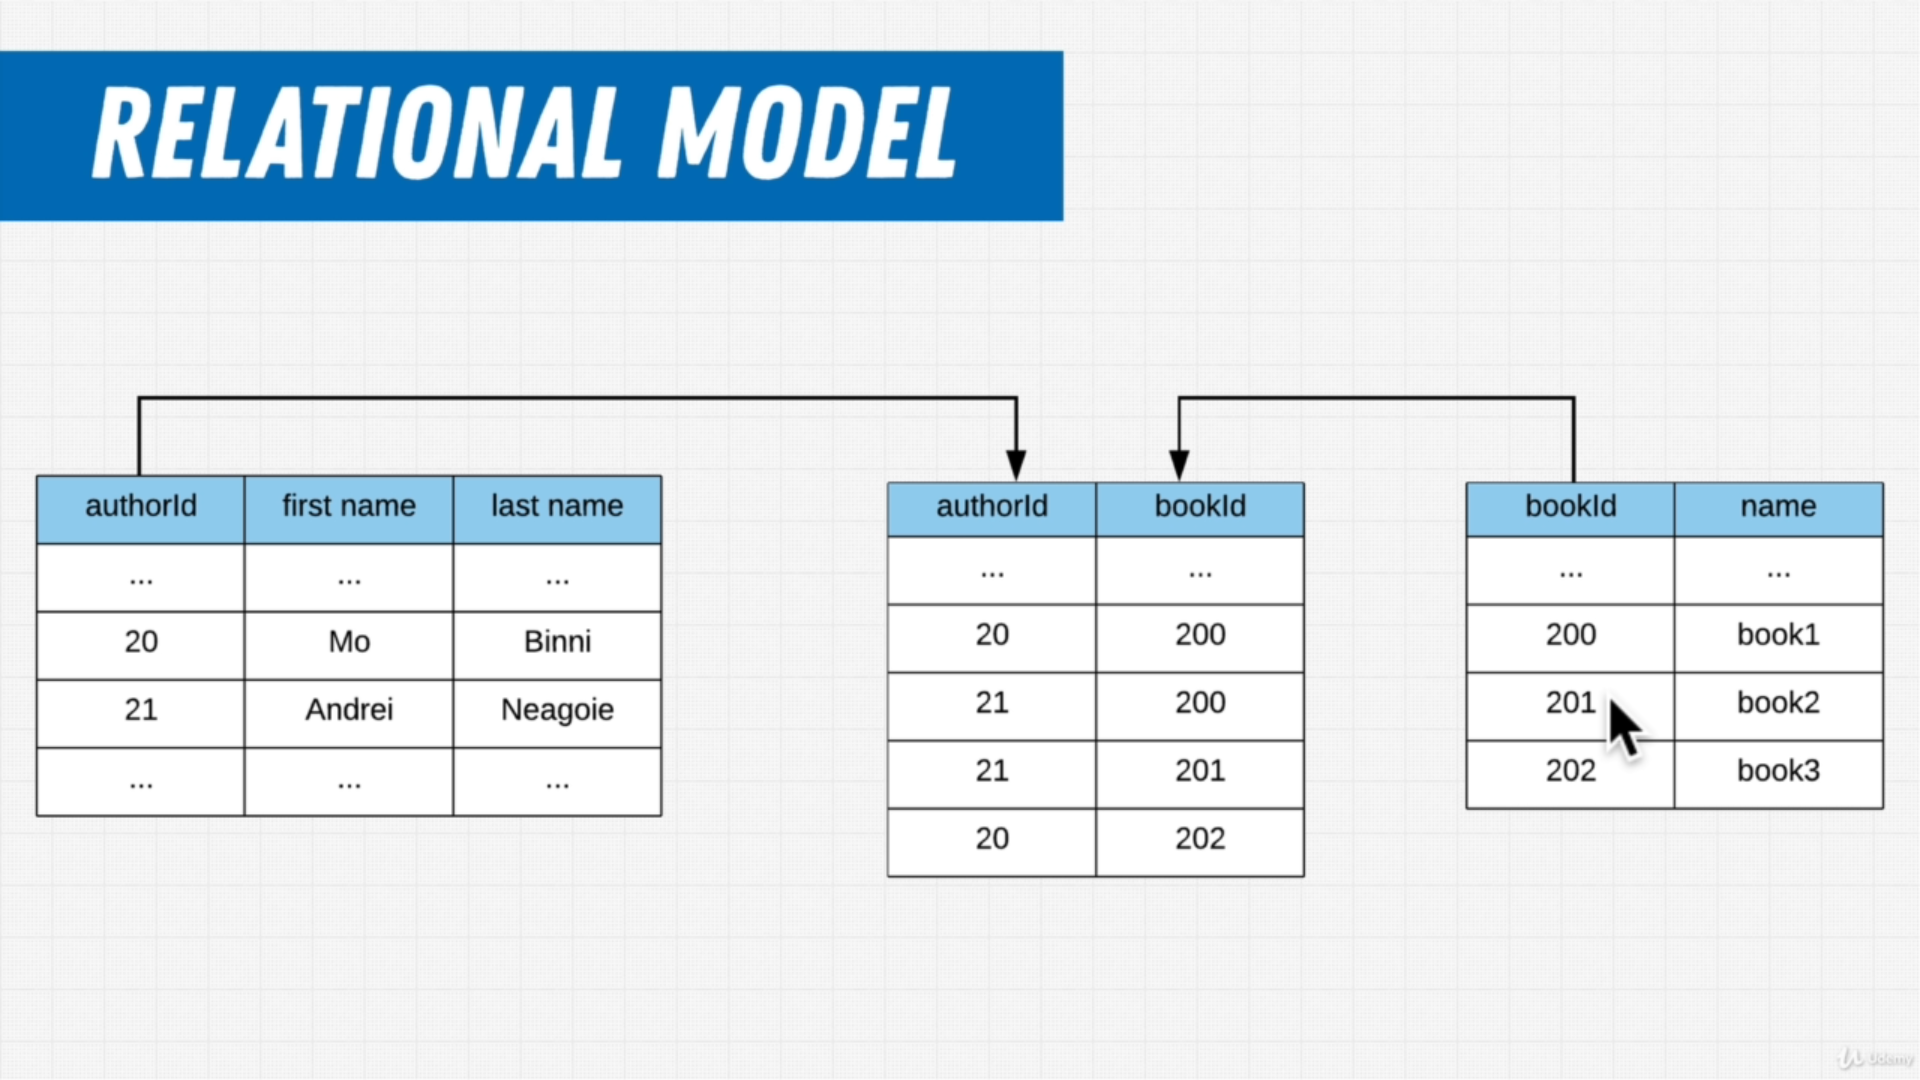 RELATIONAL MODEL
authorId first name last name
... ... ...
20 Mo Binni
21 Andrei Neagoie
... ... ...
authorId bookId
... ...
20 200
21 200
21 201
20 202
bookId name
... ...
200 book1
201 book2
202 book3
Udemy